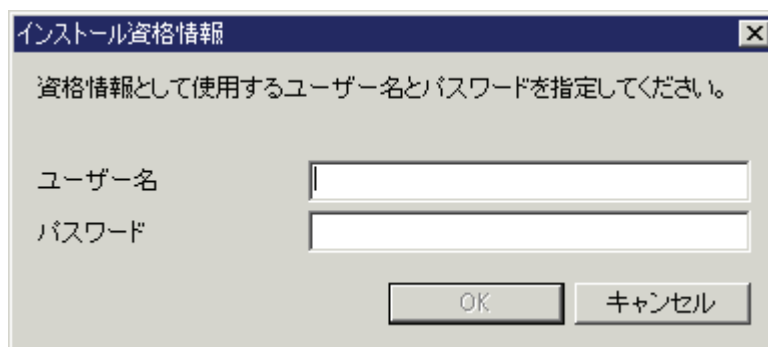 インストール資格情報
資格情報として使用するユーザー名とパスワードを指定してください。
ユーザー名
パスワード
OK
キャンセル